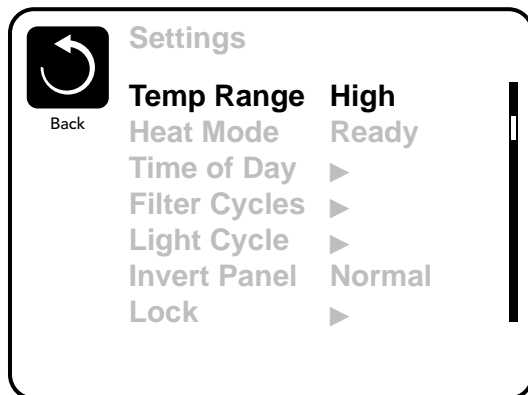 Settings
Back
Temp Range High
Heat Mode Ready
Time of Day ▶
Filter Cycles ▶
Light Cycle ▶
Invert Panel Normal
Lock ▶